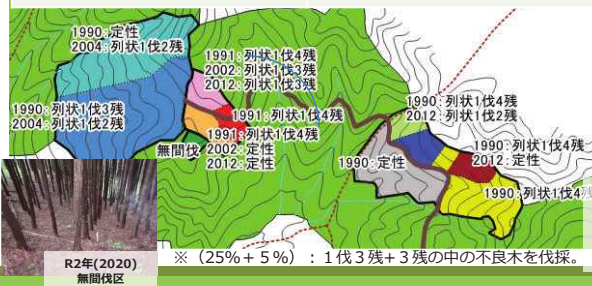 1990:定性
2004:列状1伐2残
1990:列状1伐3残
2004:列状1伐2残
1991:列状1伐4残
2002:列状1伐3残
2012:列状1伐3残
1991:列状1伐4残
1991:列状1伐4残
2002:定性
2012:定性
無間伐
1990:定性
1990:列状1伐4残
2012:列状1伐2残
1990:列状1伐4残
2012:定性
1990:列状1伐4残
R2年(2020)
無間伐区
※（25%＋５%）：１伐３残+３残の中の不良木を伐採。